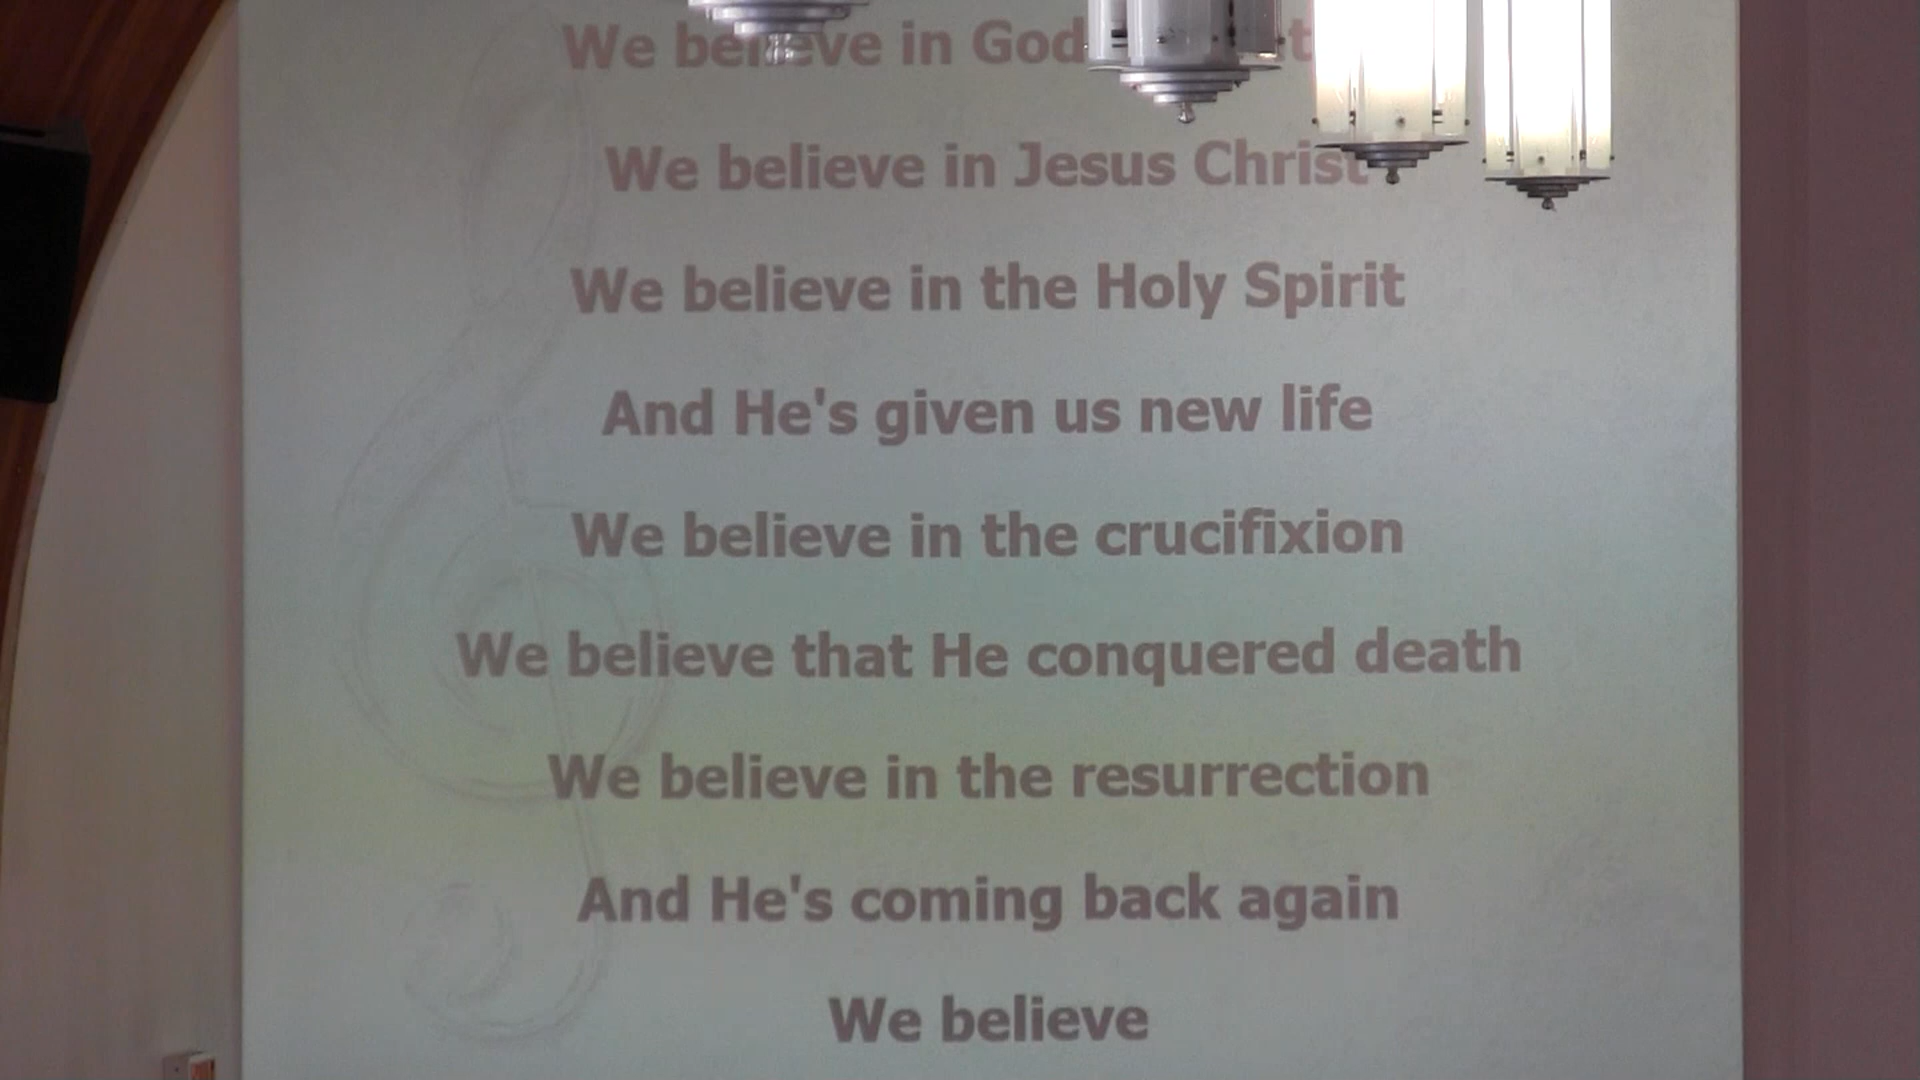 We believe in God
We believe in Jesus Christ
We believe in the Holy Spirit
And He's given us new life
We believe in the crucifixion
We believe that He conquered death
We believe in the resurrection
And He's coming back again
We believe